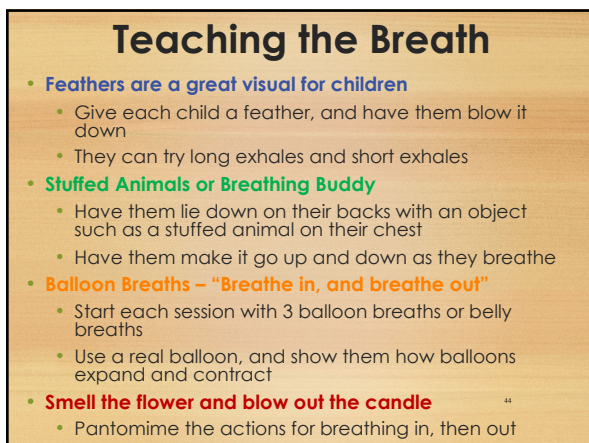 Teaching the Breath
• Feathers are a great visual for children
• Give each child a feather, and have them blow it
down
• They can try long exhales and short exhales
• Stuffed Animals or Breathing Buddy
• Have them lie down on their backs with an object
such as a stuffed animal on their chest
• Have them make it go up and down as they breathe
• Balloon Breaths – “Breathe in, and breathe out”
• Start each session with 3 balloon breaths or belly
breaths
• Use a real balloon, and show them how balloons
expand and contract
• Smell the flower and blow out the candle
44
• Pantomime the actions for breathing in, then out